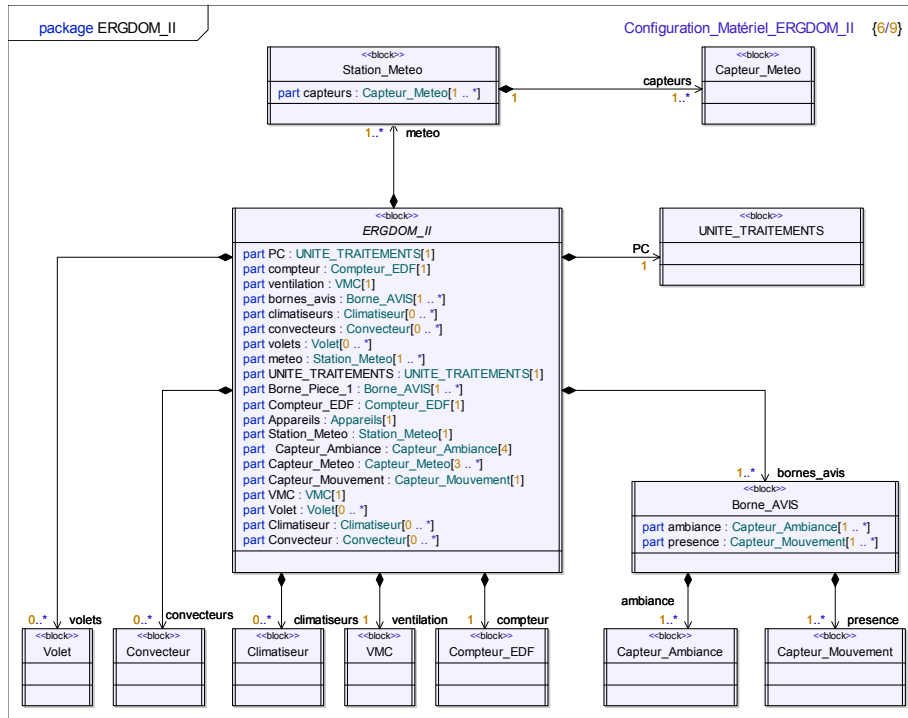 package ERGDOM_II
Configuration_Matériel_ERGDOM_II {6/9}
<<block>>
Station_Meteo
part capteurs : Capteur_Meteo[1 .. *]
<<block>>
Capteur_Meteo
capteurs
1
1..*
1..*
meteo
<<block>>
ERGDOM_II
part PC : UNITE_TRAITEMENTS[1]
part compteur : Compteur_EDF[1]
part ventilation : VMC[1]
part bornes_avis : Borne_AVIS[1 .. *]
part climatiseurs : Climatiseur[0 .. *]
part convecteurs : Convecteur[0 .. *]
part volets : Volet[0 .. *]
part meteo : Station_Meteo[1 .. *]
part UNITE_TRAITEMENTS : UNITE_TRAITEMENTS[1]
part Borne_Piece_1 : Borne_AVIS[1 .. *]
part Compteur_EDF : Compteur_EDF[1]
part Appareils : Appareils[1]
part Station_Meteo : Station_Meteo[1]
part Capteur_Ambiance : Capteur_Ambiance[4]
part Capteur_Meteo : Capteur_Meteo[3 .. *]
part Capteur_Mouvement : Capteur_Mouvement[1]
part VMC : VMC[1]
part Volet : Volet[0 .. *]
part Climatiseur : Climatiseur[0 .. *]
part Convecteur : Convecteur[0 .. *]
<<block>>
UNITE_TRAITEMENTS
PC
1
1..*
bornes_avis
<<block>>
Borne_AVIS
part ambiance : Capteur_Ambiance[1 .. *]
part presence : Capteur_Mouvement[1 .. *]
ambiance
1..*
1..*
presence
0..*
volets
0..*
convecteurs
0..*
climatiseurs
1
ventilation
1
compteur
<<block>>
Volet
<<block>>
Convecteur
<<block>>
Climatiseur
<<block>>
VMC
<<block>>
Compteur_EDF
<<block>>
Capteur_Ambiance
<<block>>
Capteur_Mouvement